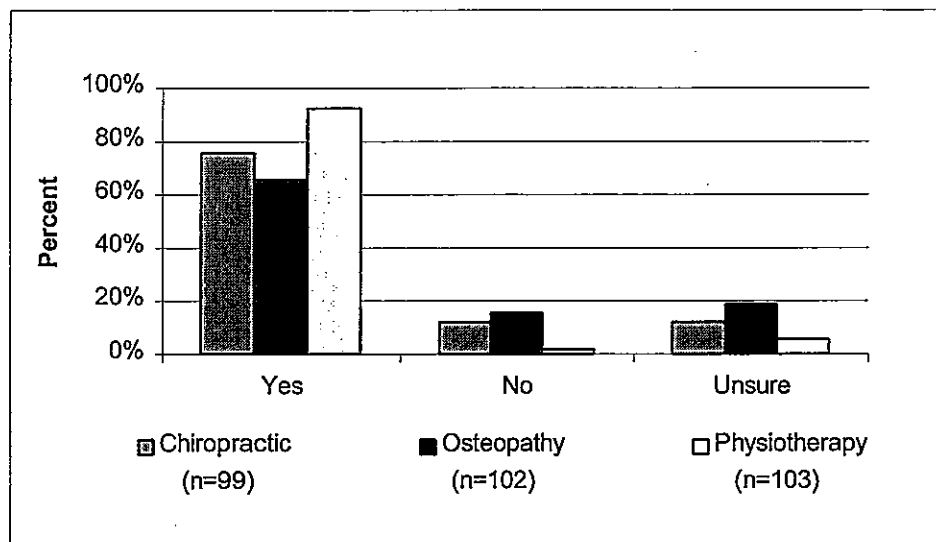 100%
80%
60%
40%
20%
0%
Percent
Yes No Unsure
Chiropractic Osteopathy Physiotherapy
(n=99) (n=102) (n=103)